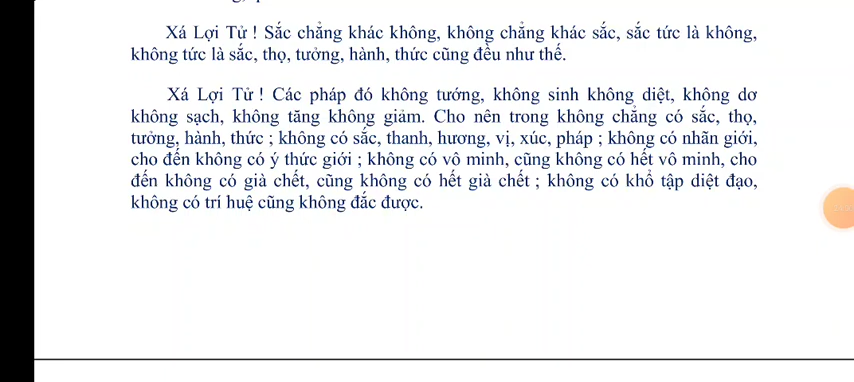 Xá Lợi Tử ! Sắc chẳng khác không, không chẳng khác sắc, sắc tức là không,
không tức là sắc, thọ, tưởng, hành, thức cũng đều như thế.
Xá Lợi Tử ! Các pháp đó không tướng, không sinh không diệt, không dơ
không sạch, không tăng không giảm. Cho nên trong không chẳng có sắc, thọ,
tưởng, hành, thức ; không có sắc, thanh, hương, vị, xúc, pháp ; không có nhãn giới,
cho đến không có ý thức giới ; không có vô minh, cũng không có hết vô minh, cho
đến không có già chết, cũng không có hết già chết ; không có khổ tập diệt đạo,
không có trí huệ cũng không đắc được.